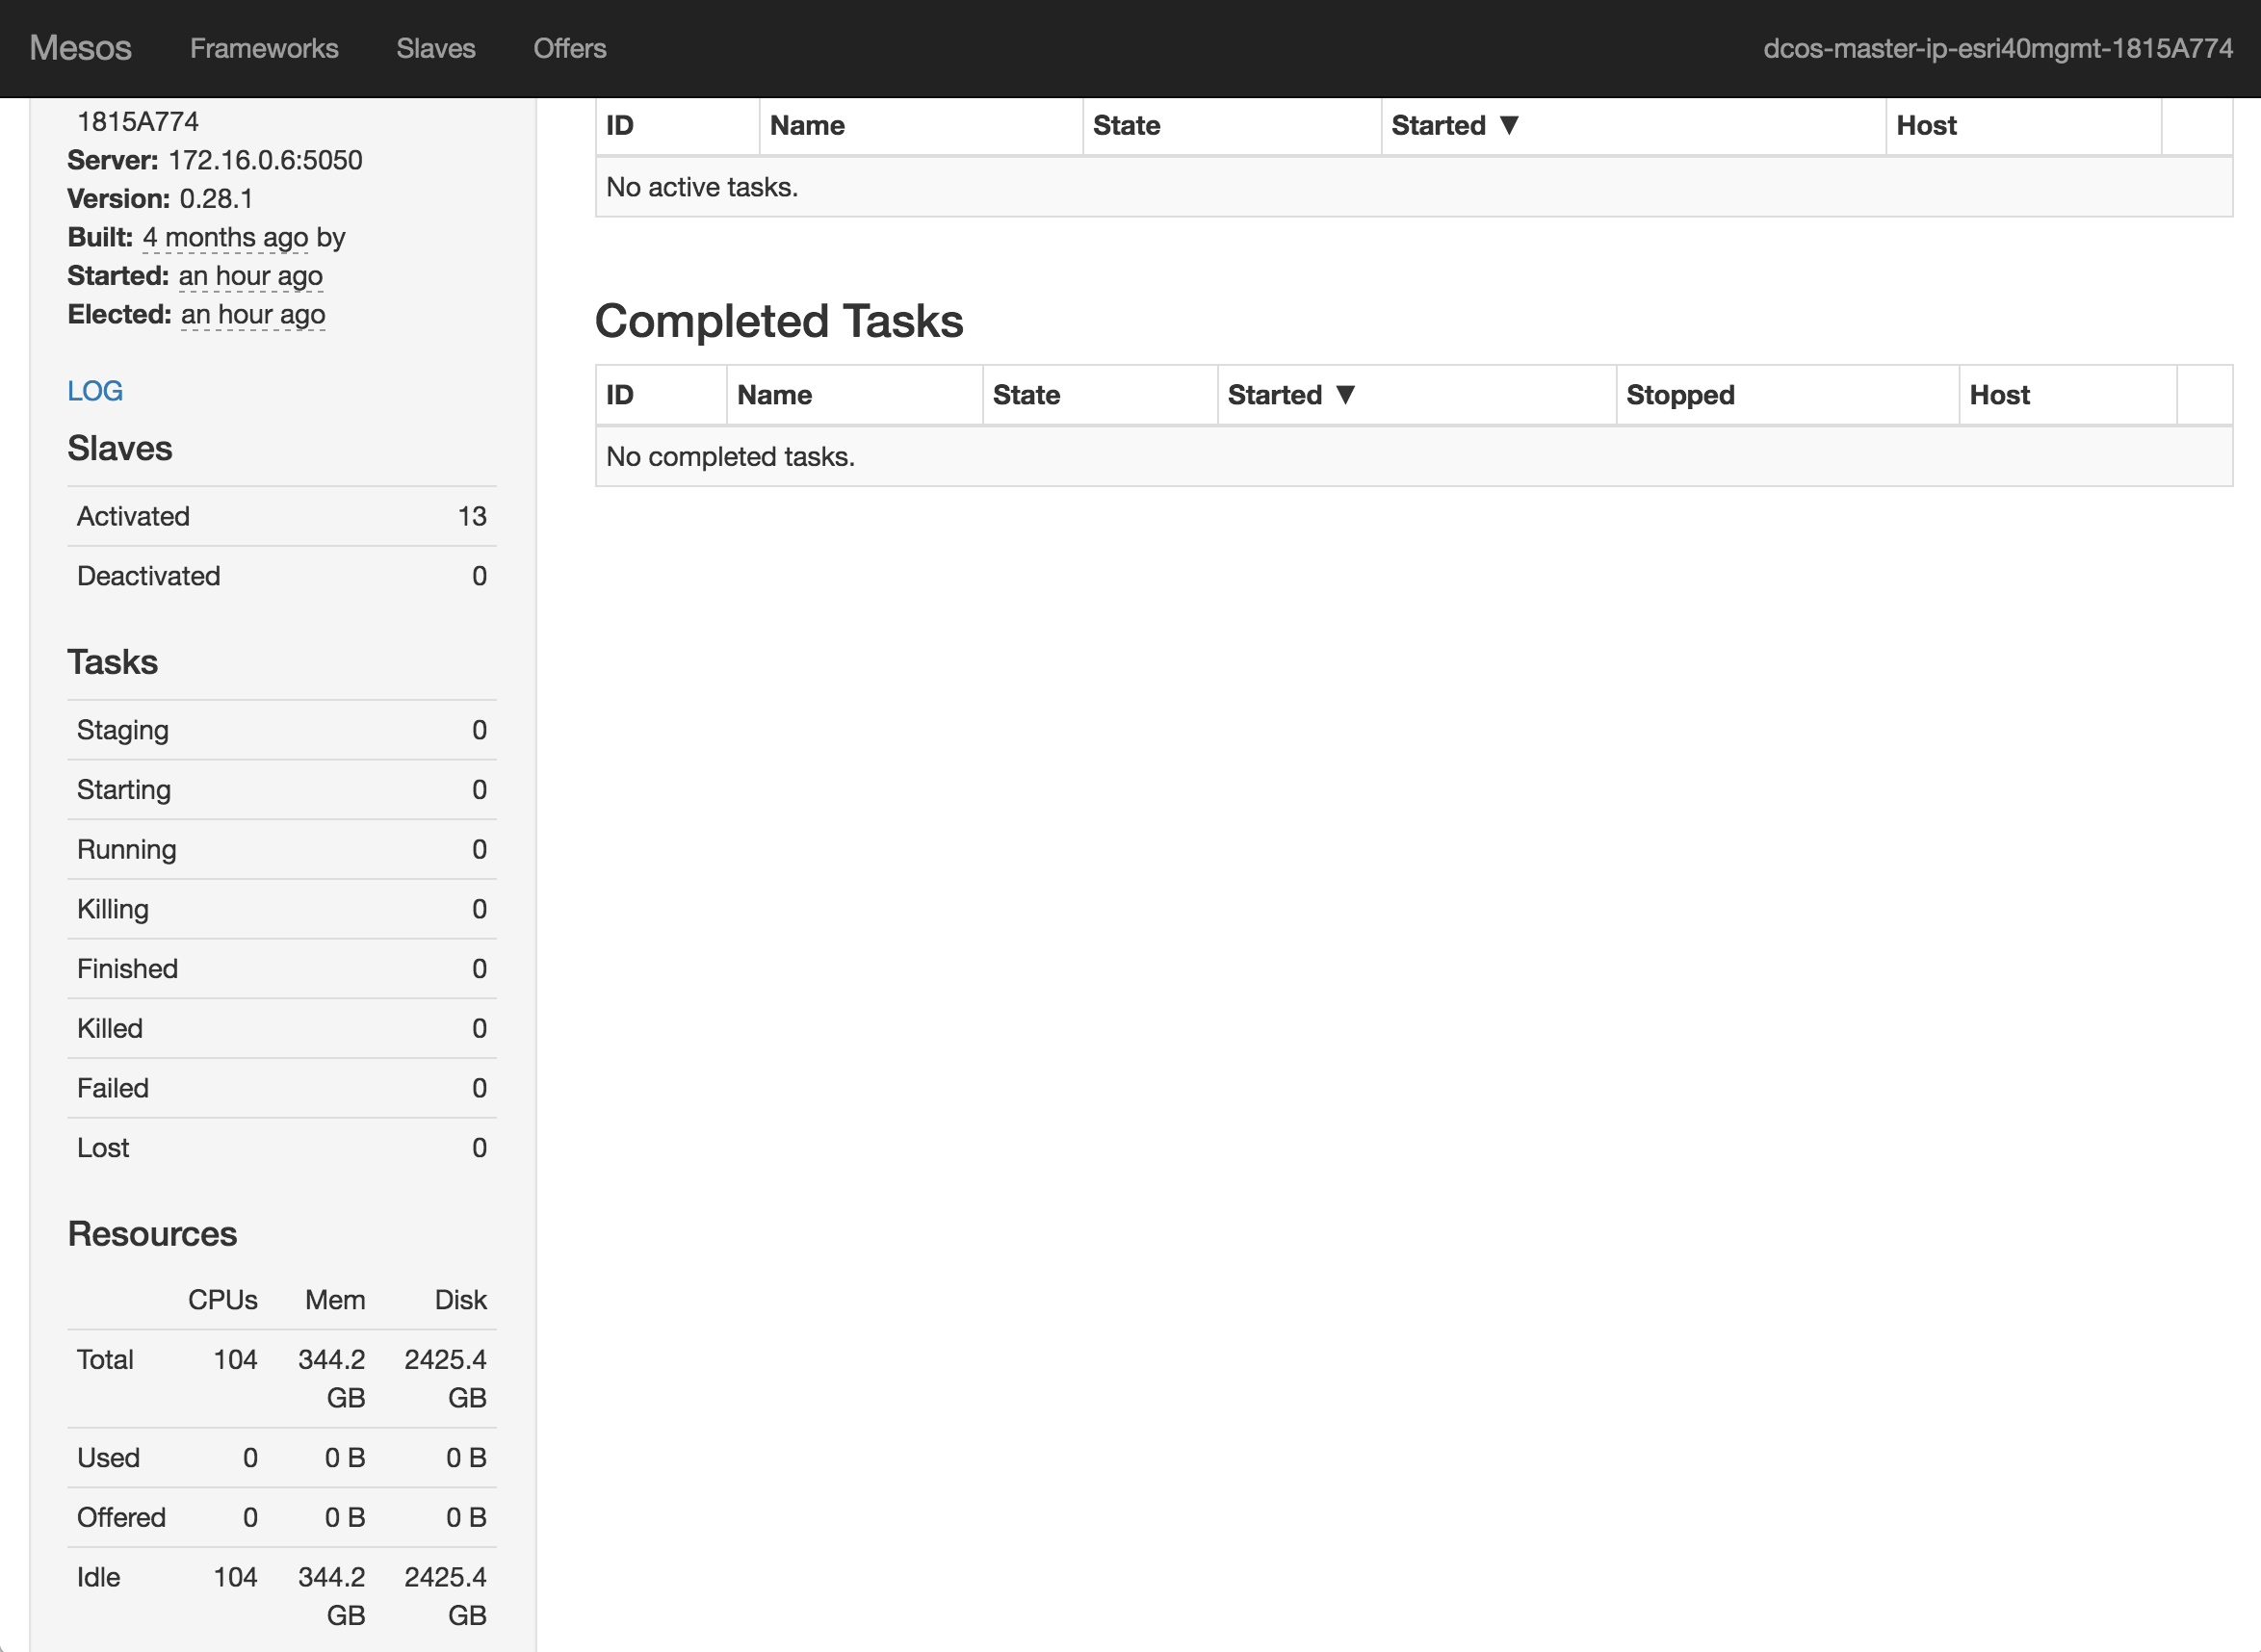 Mesos Frameworks Slaves Offers dcos-master-ip-esri40mgmt-1815A774
1815A774
Server: 172.16.0.6:5050
Version: 0.28.1
Built: 4 months ago by
Started: an hour ago
Elected: an hour ago
LOG
Slaves
Activated 13
Deactivated 0
Tasks
Staging 0
Starting 0
Running 0
Killing 0
Finished 0
Killed 0
Failed 0
Lost 0
Resources
CPUs Mem Disk
Total 104 344.2 2425.4
GB GB
Used 0 0 B 0 B
Offered 0 0 B 0 B
Idle 104 344.2 2425.4
GB GB
ID Name State Started ▼ Host
No active tasks.
Completed Tasks
ID Name State Started ▼ Stopped Host
No completed tasks.